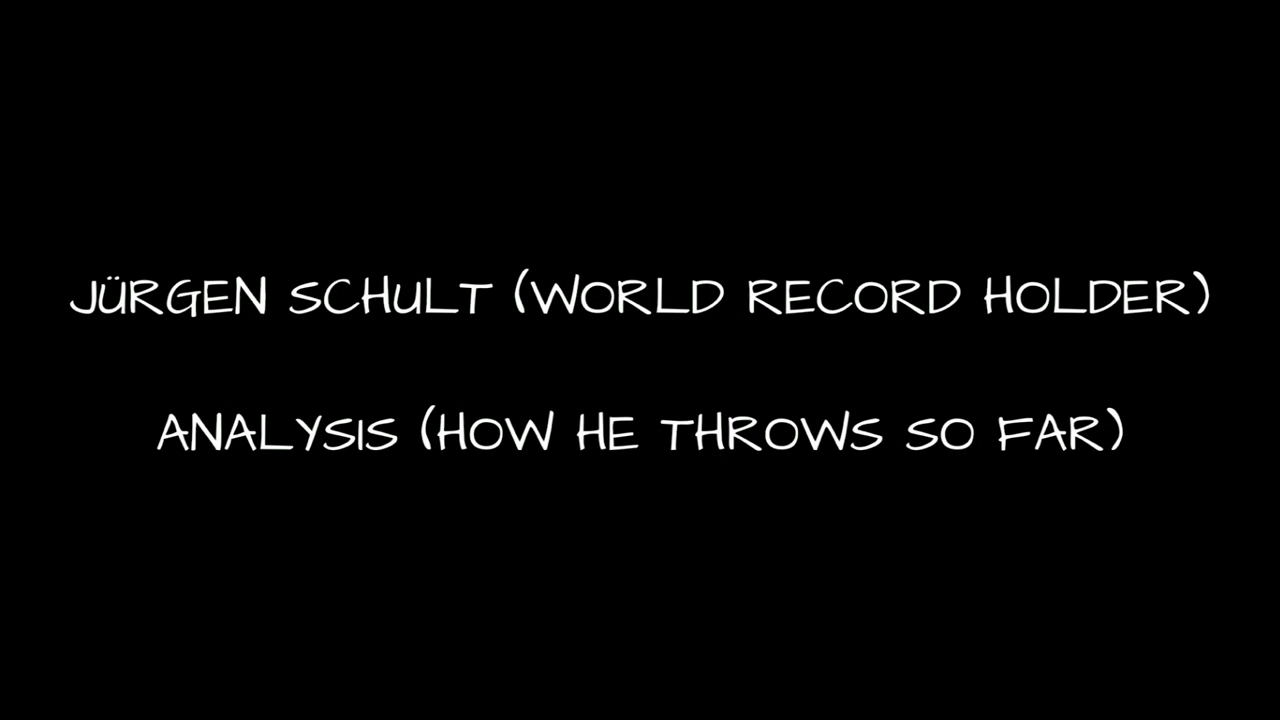 JÜRGEN SCHULT (WORLD RECORD HOLDER)
ANALYSIS (HOW HE THROWS SO FAR)